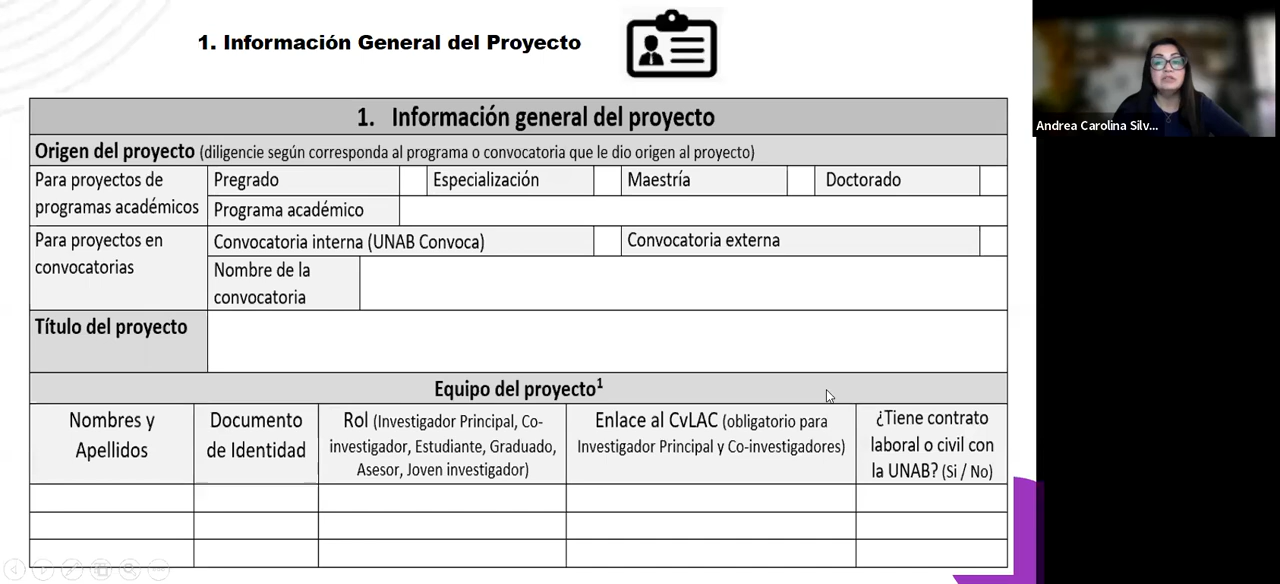 1. Información General del Proyecto
1. Información general del proyecto
Origen del proyecto (diligencie según corresponda al programa o convocatoria que le dio origen al proyecto)
Para proyectos de
programas académicos
Pregrado
Especialización
Maestría
Doctorado
Programa académico
Para proyectos en
convocatorias
Convocatoria interna (UNAB Convoca)
Convocatoria externa
Nombre de la
convocatoria
Título del proyecto
Equipo del proyecto1
Nombres y
Apellidos
Documento
de Identidad
Rol (Investigador Principal, Co-
investigador, Estudiante, Graduado,
Asesor, Joven investigador)
Enlace al CvLAC (obligatorio para
Investigador Principal y Co-investigadores)
¿Tiene contrato
laboral o civil con
la UNAB? (Si / No)
Andrea Carolina Silv...